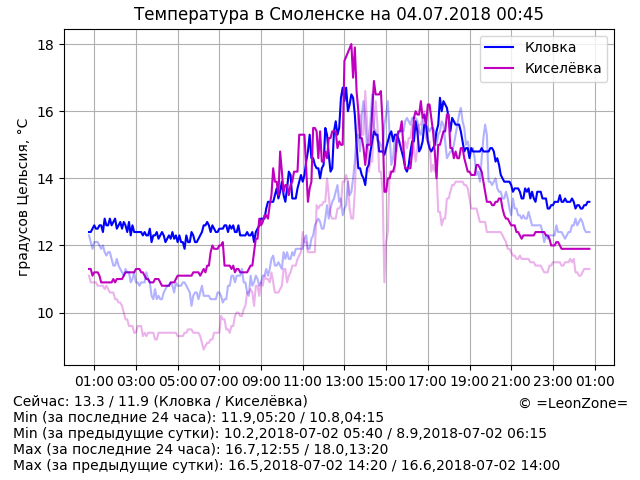 Температура в Смоленске на 04.07.2018 00:45
Кловка
Киселёвка
градусов Цельсия, °C
18
16
14
12
10
01:00 03:00 05:00 07:00 09:00 11:00 13:00 15:00 17:00 19:00 21:00 23:00 01:00
Сейчас: 13.3 / 11.9 (Кловка / Киселёвка)
© =LeonZone=
Min (за последние 24 часа): 11.9,05:20 / 10.8,04:15
Min (за предыдущие сутки): 10.2,2018-07-02 05:40 / 8.9,2018-07-02 06:15
Max (за последние 24 часа): 16.7,12:55 / 18.0,13:20
Max (за предыдущие сутки): 16.5,2018-07-02 14:20 / 16.6,2018-07-02 14:00